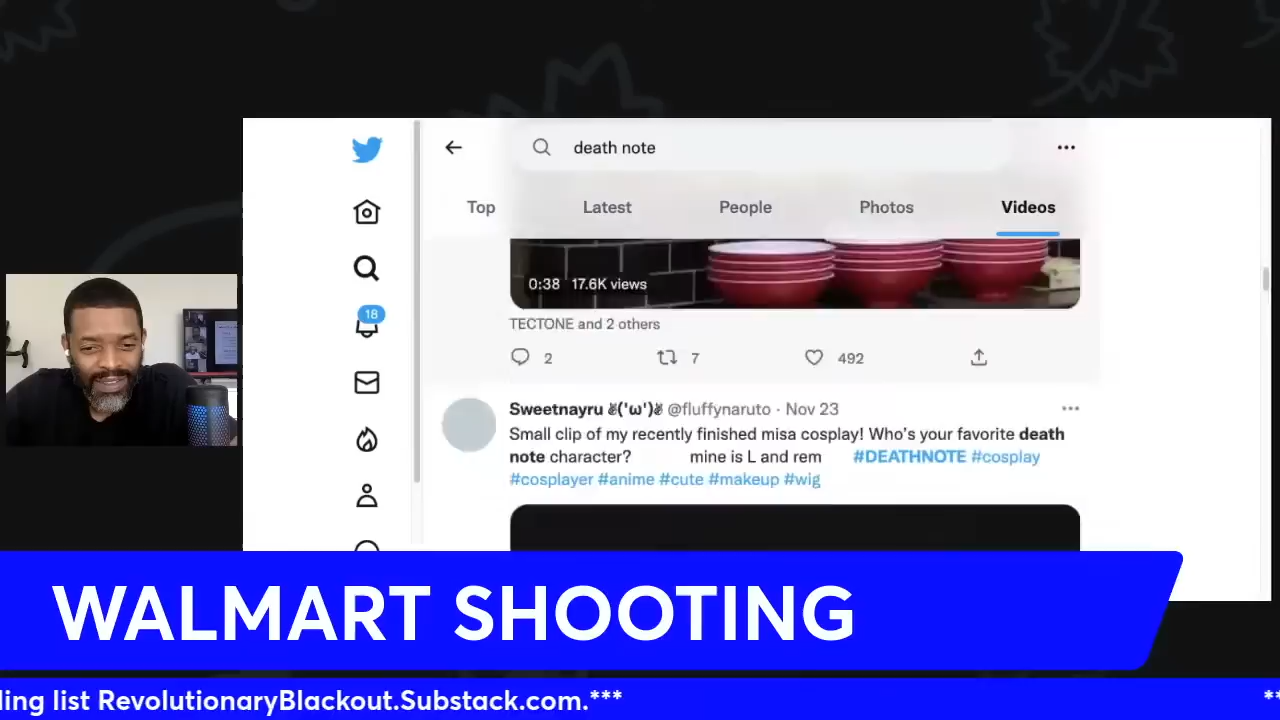 death note
Top Latest People Photos Videos
0:38 17.6K views
TECTONE and 2 others
18
2 7 492
Sweetnayru ✌('ω')✌ @fluffynaruto · Nov 23
Small clip of my recently finished misa cosplay! Who's your favorite death
note character? mine is L and rem #DEATHNOTE #cosplay
#cosplayer #anime #cute #makeup #wig
WALMART SHOOTING
ling list RevolutionaryBlackout.Substack.com.*** **